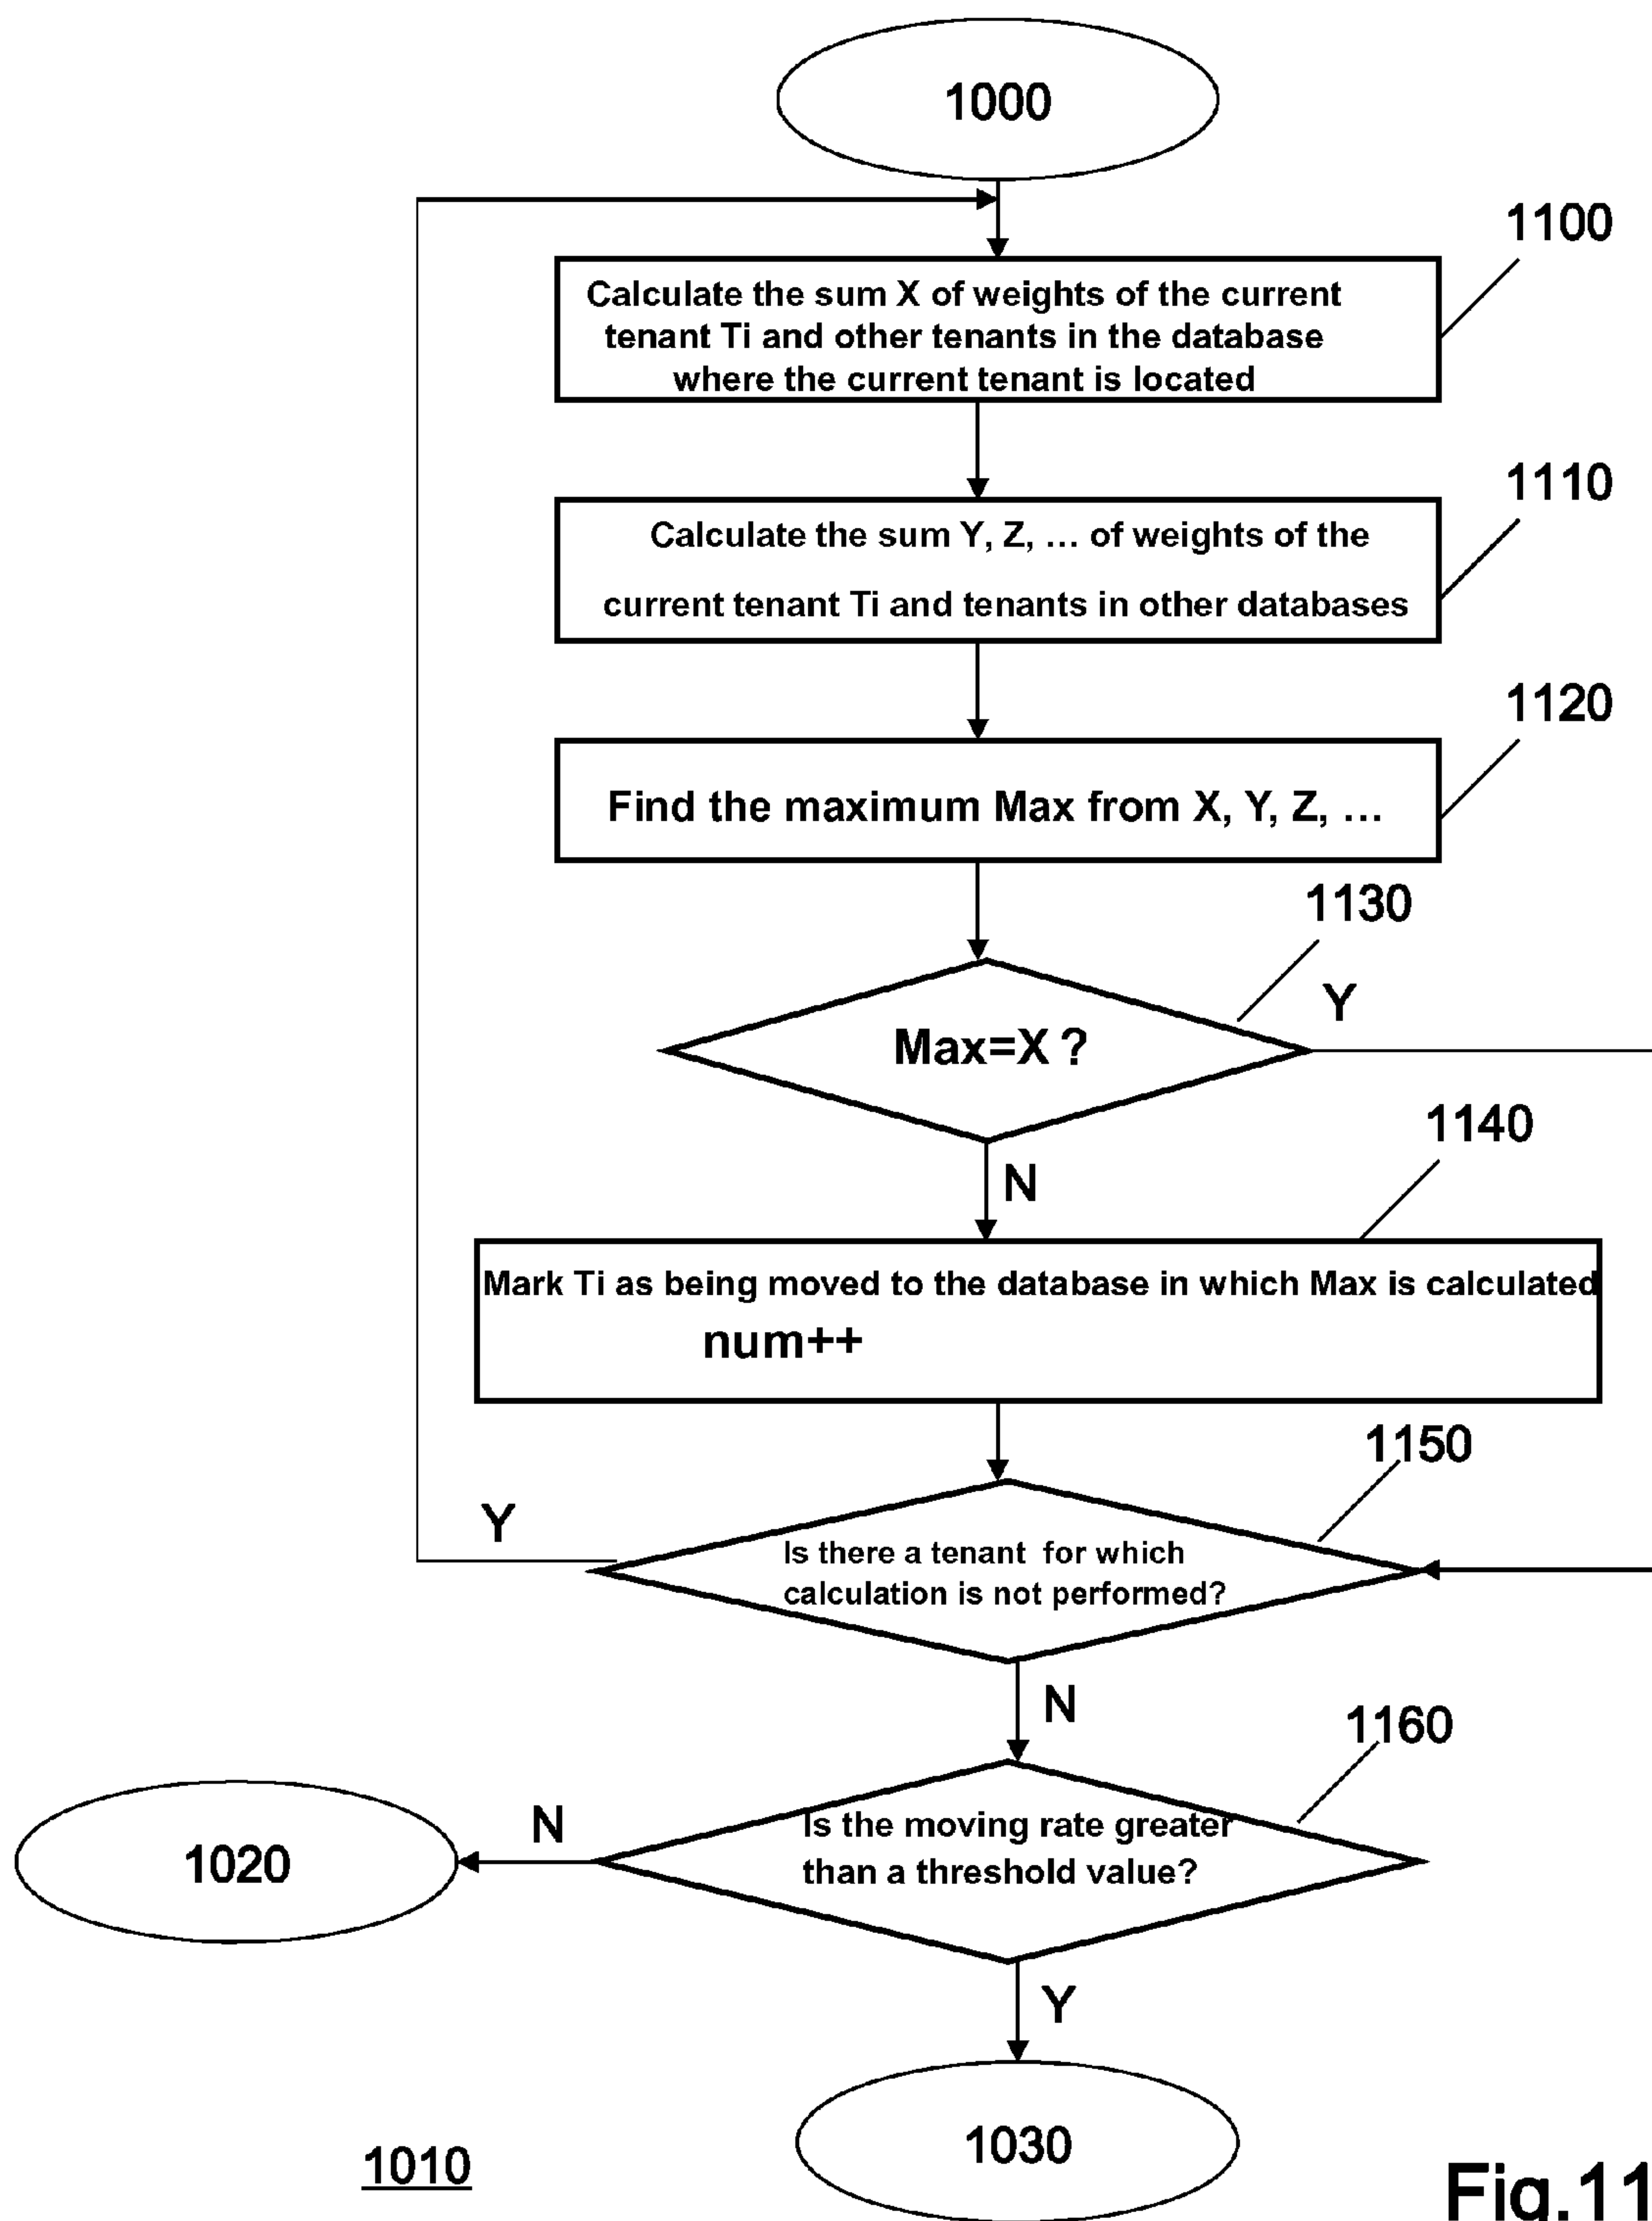 1000
1100
Calculate the sum X of weights of the current
tenant Ti and other tenants in the database
where the current tenant is located
1110
Calculate the sum Y, Z, ... of weights of the
current tenant Ti and tenants in other databases
1120
Find the maximum Max from X, Y, Z, ...
1130
Max=X ?
Y
N
1140
Mark Ti as being moved to the database in which Max is calculated
num++
1150
Y
Is there a tenant for which
calculation is not performed?
N
1160
Is the moving rate greater
than a threshold value?
N
1020
Y
1030
1010
Fig.11